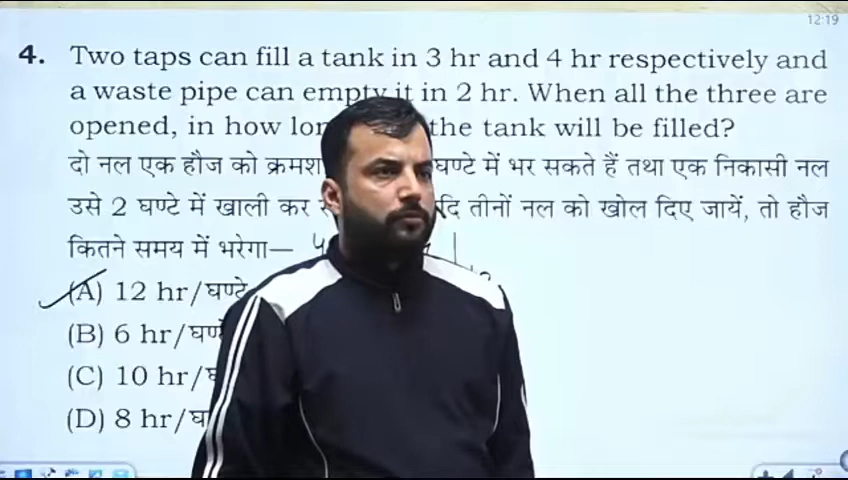 12:19
4. Two taps can fill a tank in 3 hr and 4 hr respectively and
a waste pipe can empty it in 2 hr. When all the three are
opened, in how the tank will be filled?
दो नल एक हौज को घण्टे में भर सकते हैं तथा एक निकासी नल
उसे 2 घण्टे में खाली कर तीनों नल को खोल दिए जायें, तो हौज
कितने समय में भरेगा—
(A) 12 hr/घण्टे
(B) 6 hr/
(C) 10 hr/
(D) 8 hr/